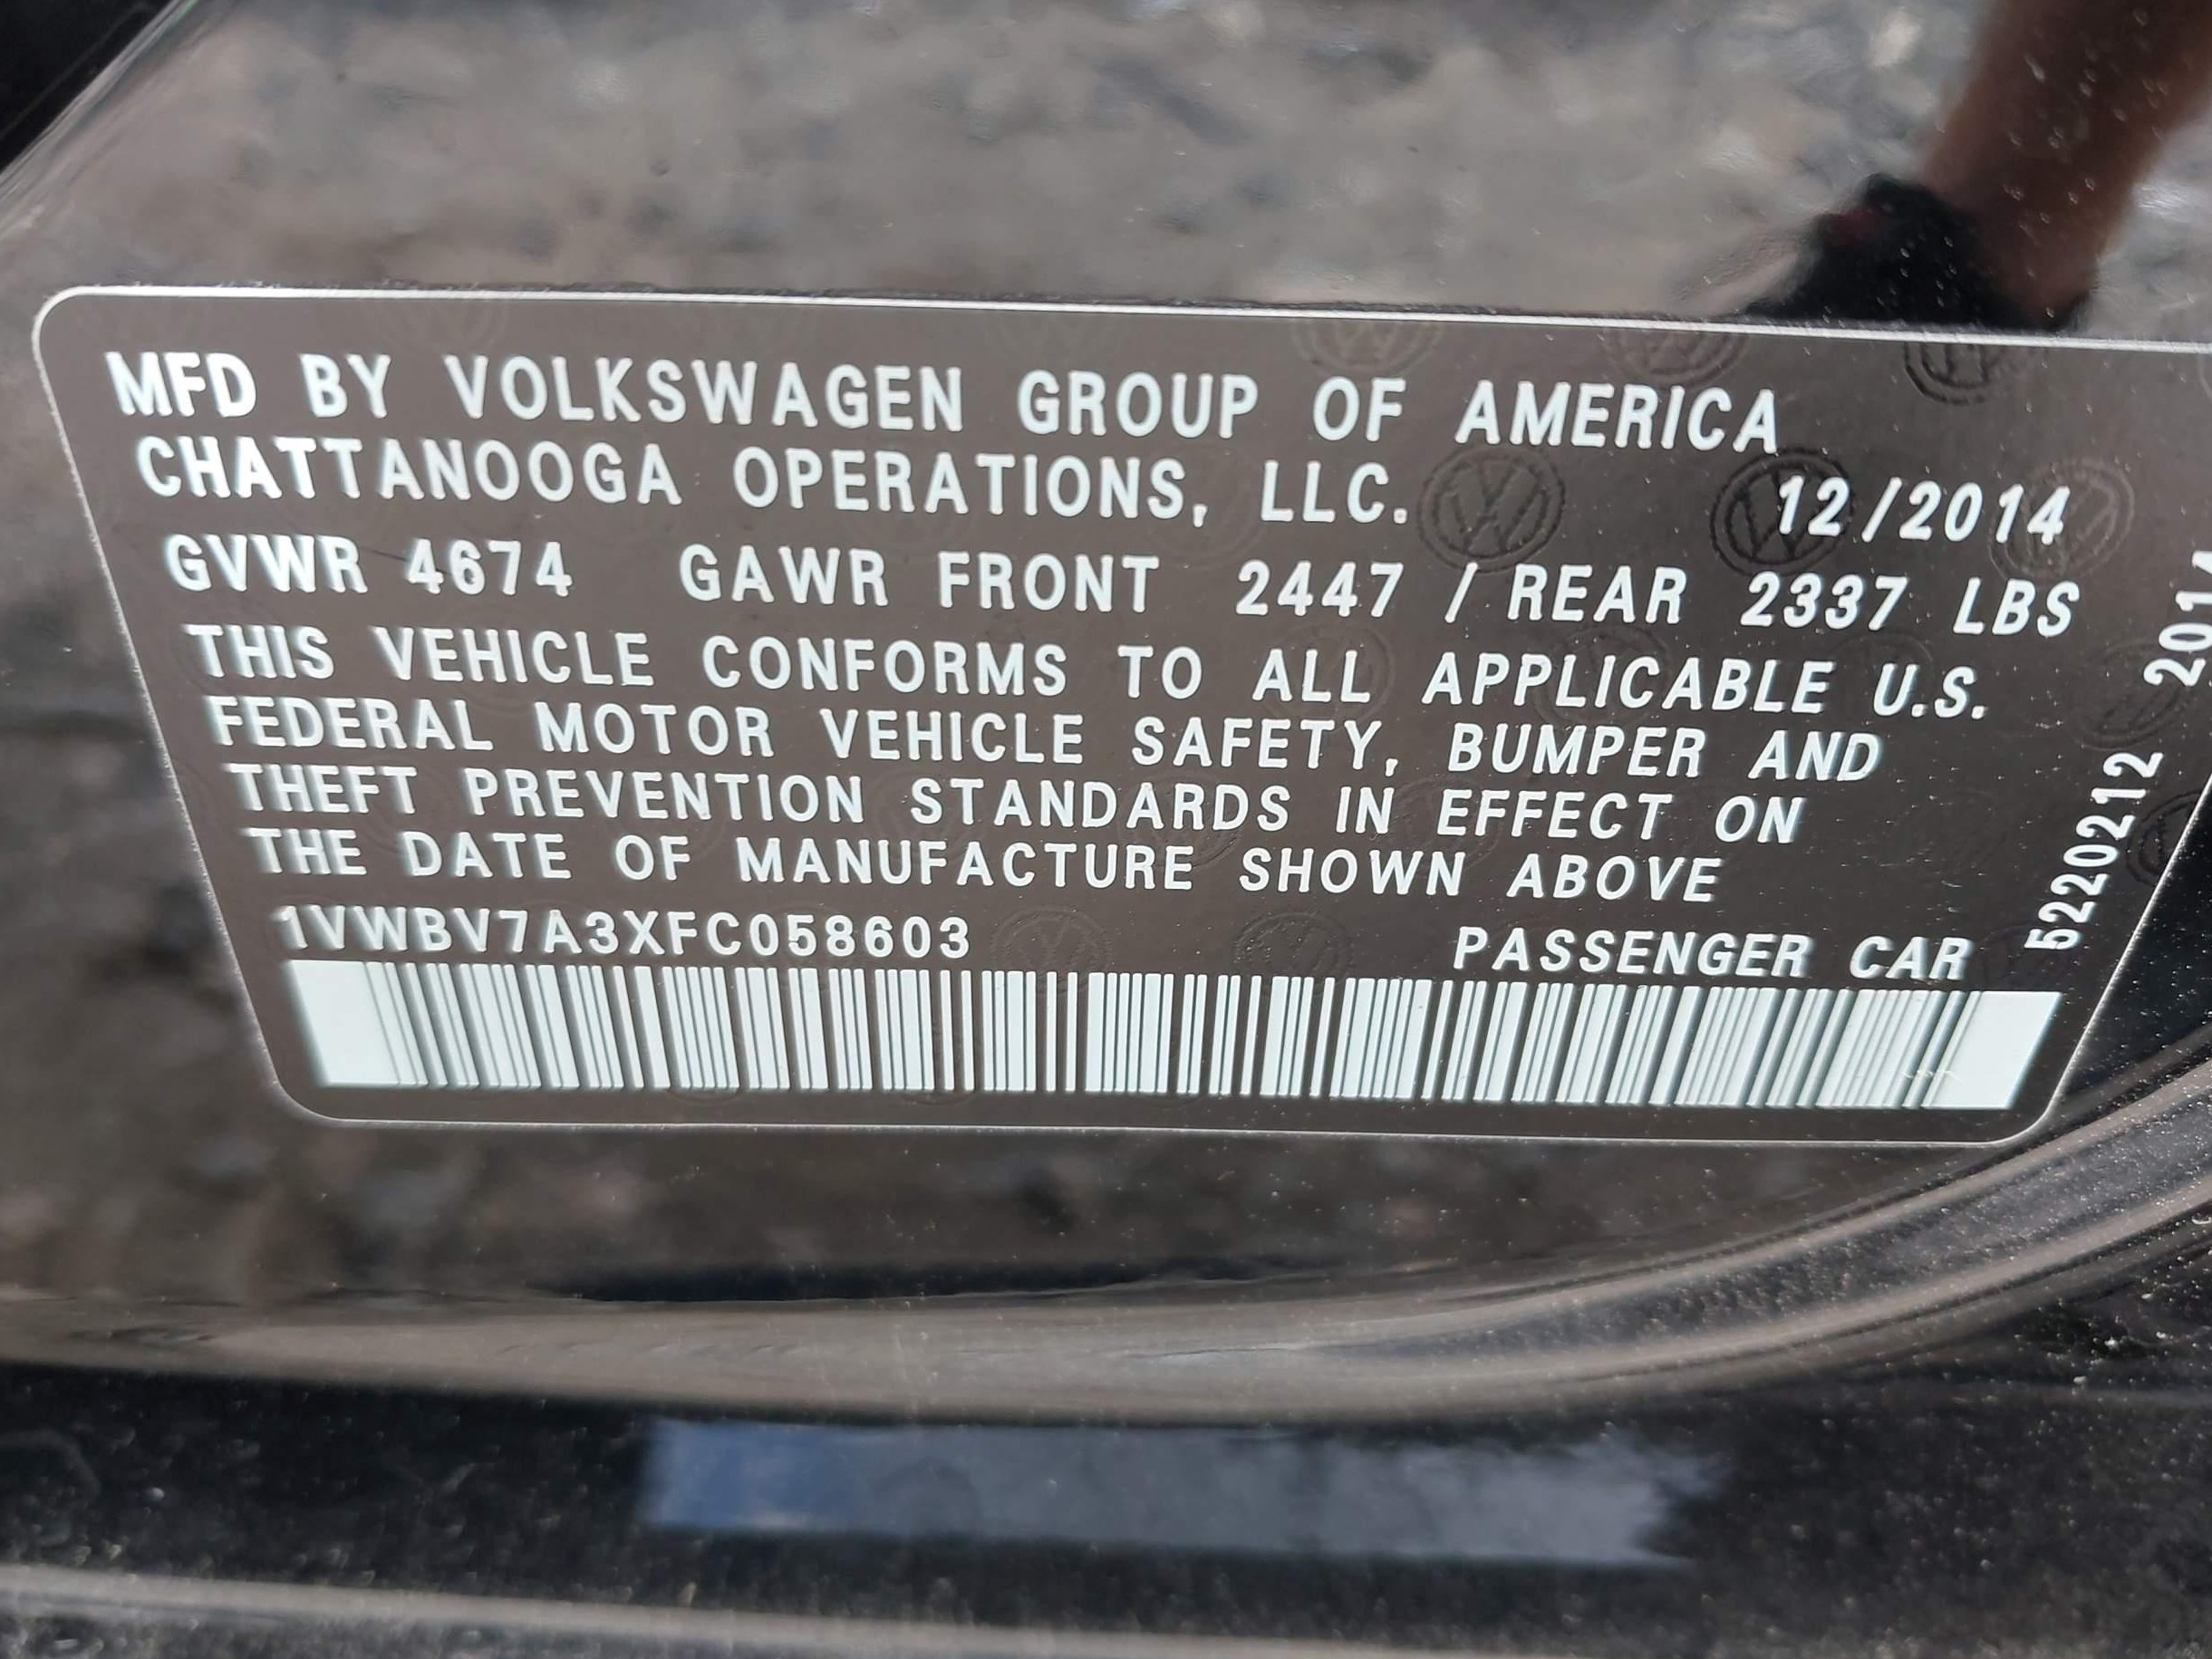 MFD BY VOLKSWAGEN GROUP OF AMERICA
CHATTANOOGA OPERATIONS, LLC. 12/2014
GVWR 4674 GAWR FRONT 2447 / REAR 2337 LBS
THIS VEHICLE CONFORMS TO ALL APPLICABLE U.S.
FEDERAL MOTOR VEHICLE SAFETY, BUMPER AND
THEFT PREVENTION STANDARDS IN EFFECT ON
THE DATE OF MANUFACTURE SHOWN ABOVE
1VWBV7A3XFC058603 PASSENGER CAR
5220212